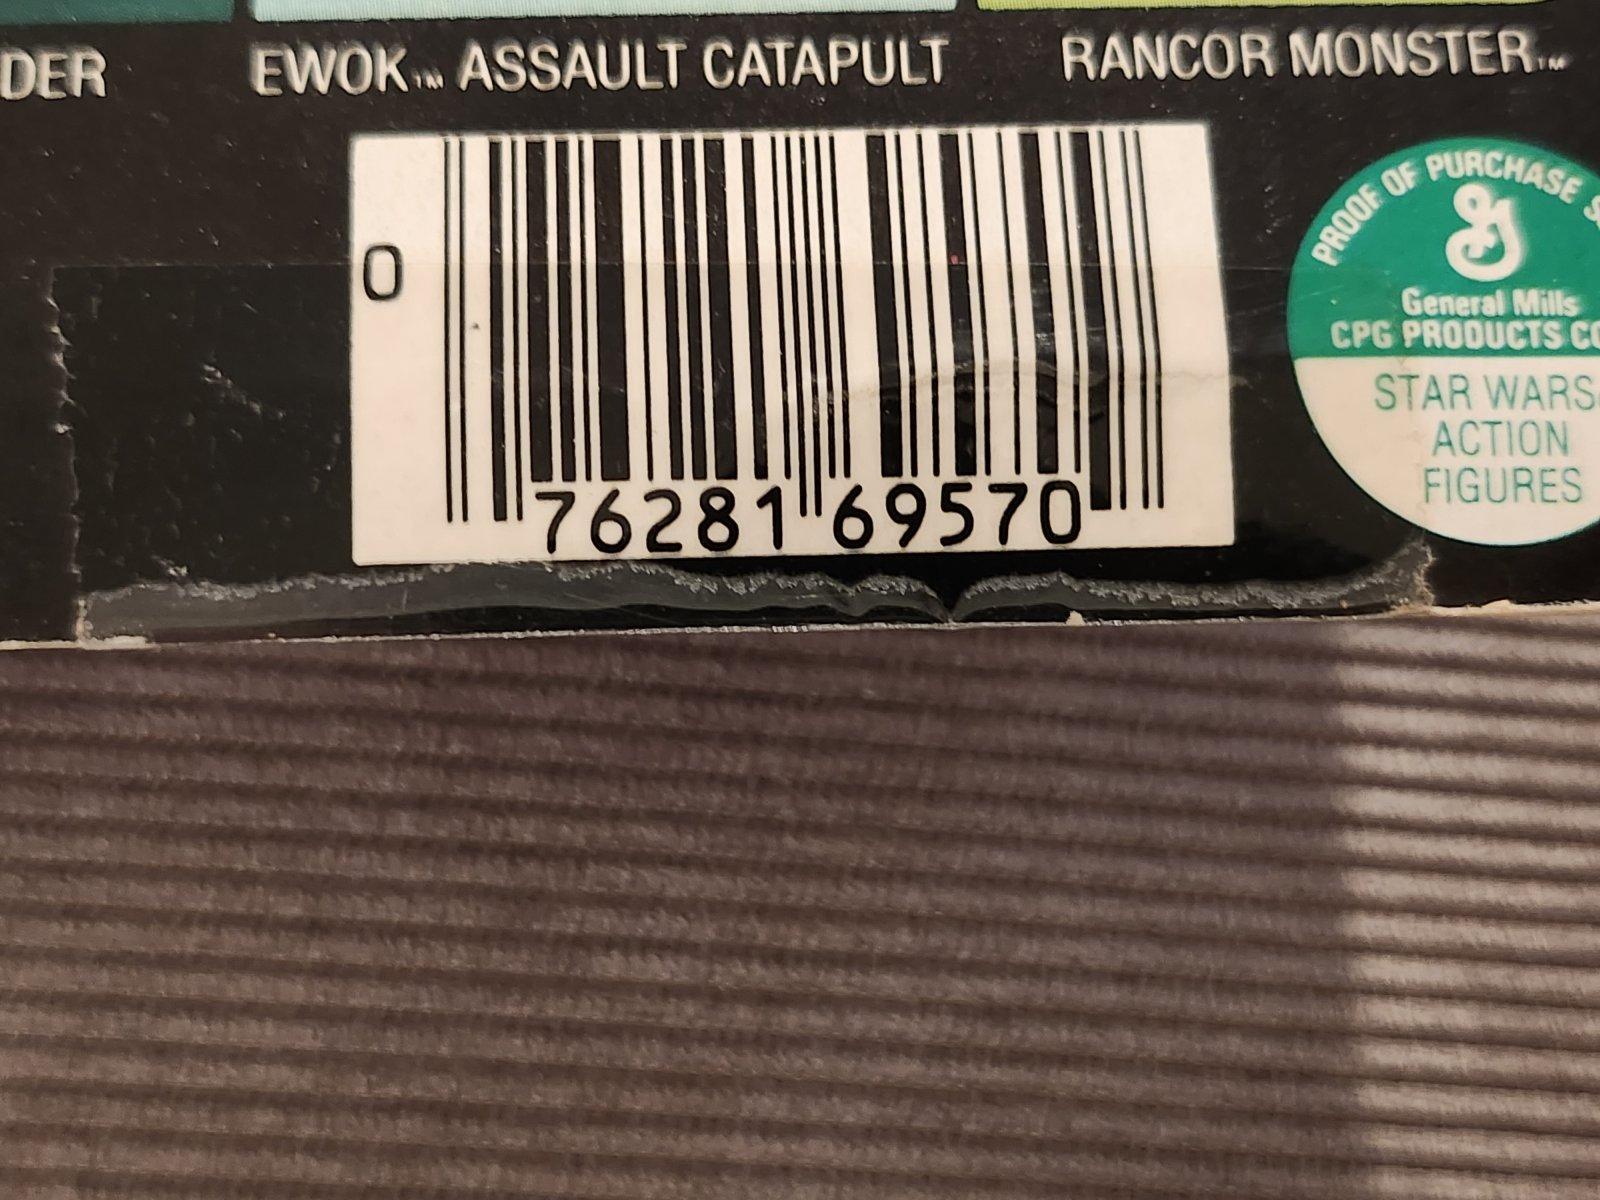 DER
EWOK™ ASSAULT CATAPULT
RANCOR MONSTER™
0
76281 69570
PROOF OF PURCHASE
General Mills
CPG PRODUCTS
STAR WARS
ACTION
FIGURES